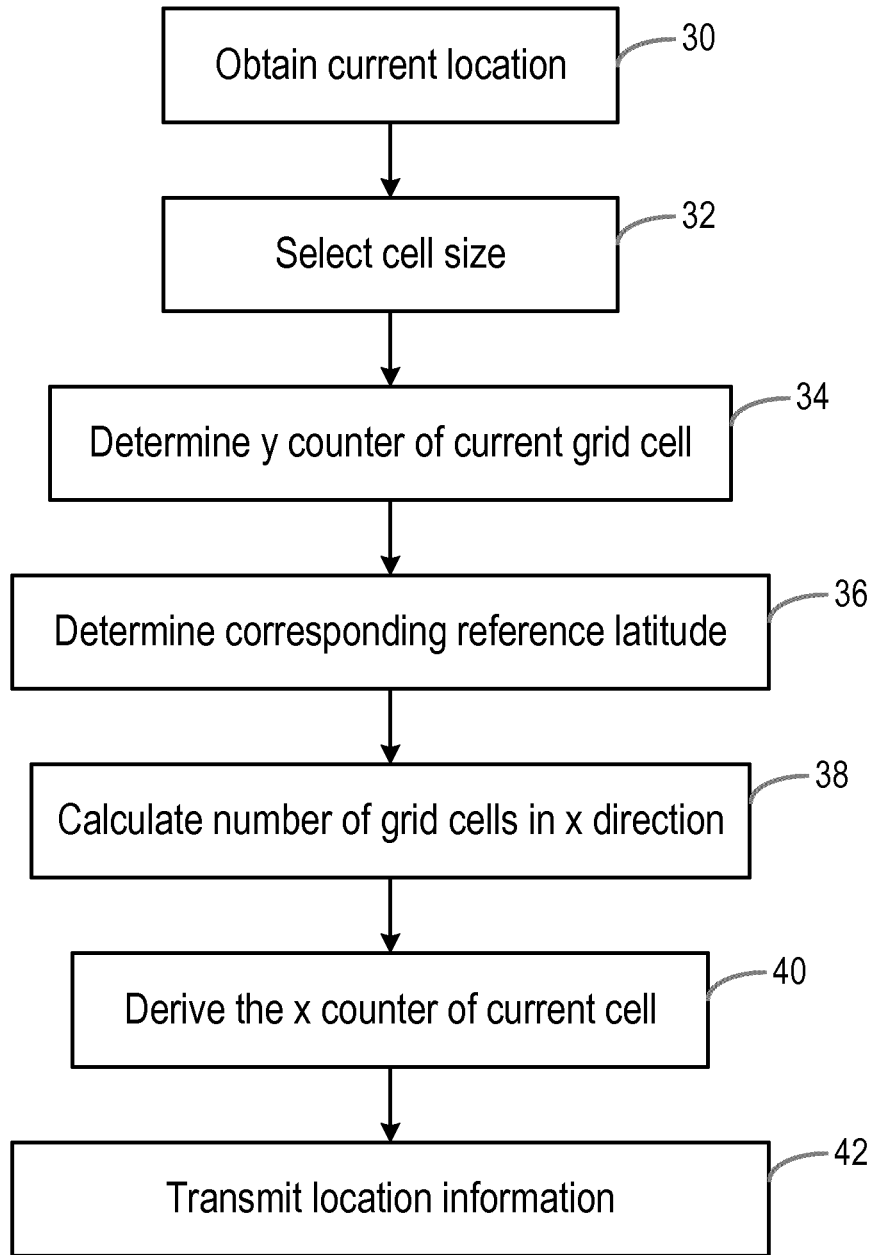 Obtain current location
30
Select cell size
32
Determine y counter of current grid cell
34
Determine corresponding reference latitude
36
Calculate number of grid cells in x direction
38
Derive the x counter of current cell
40
Transmit location information
42